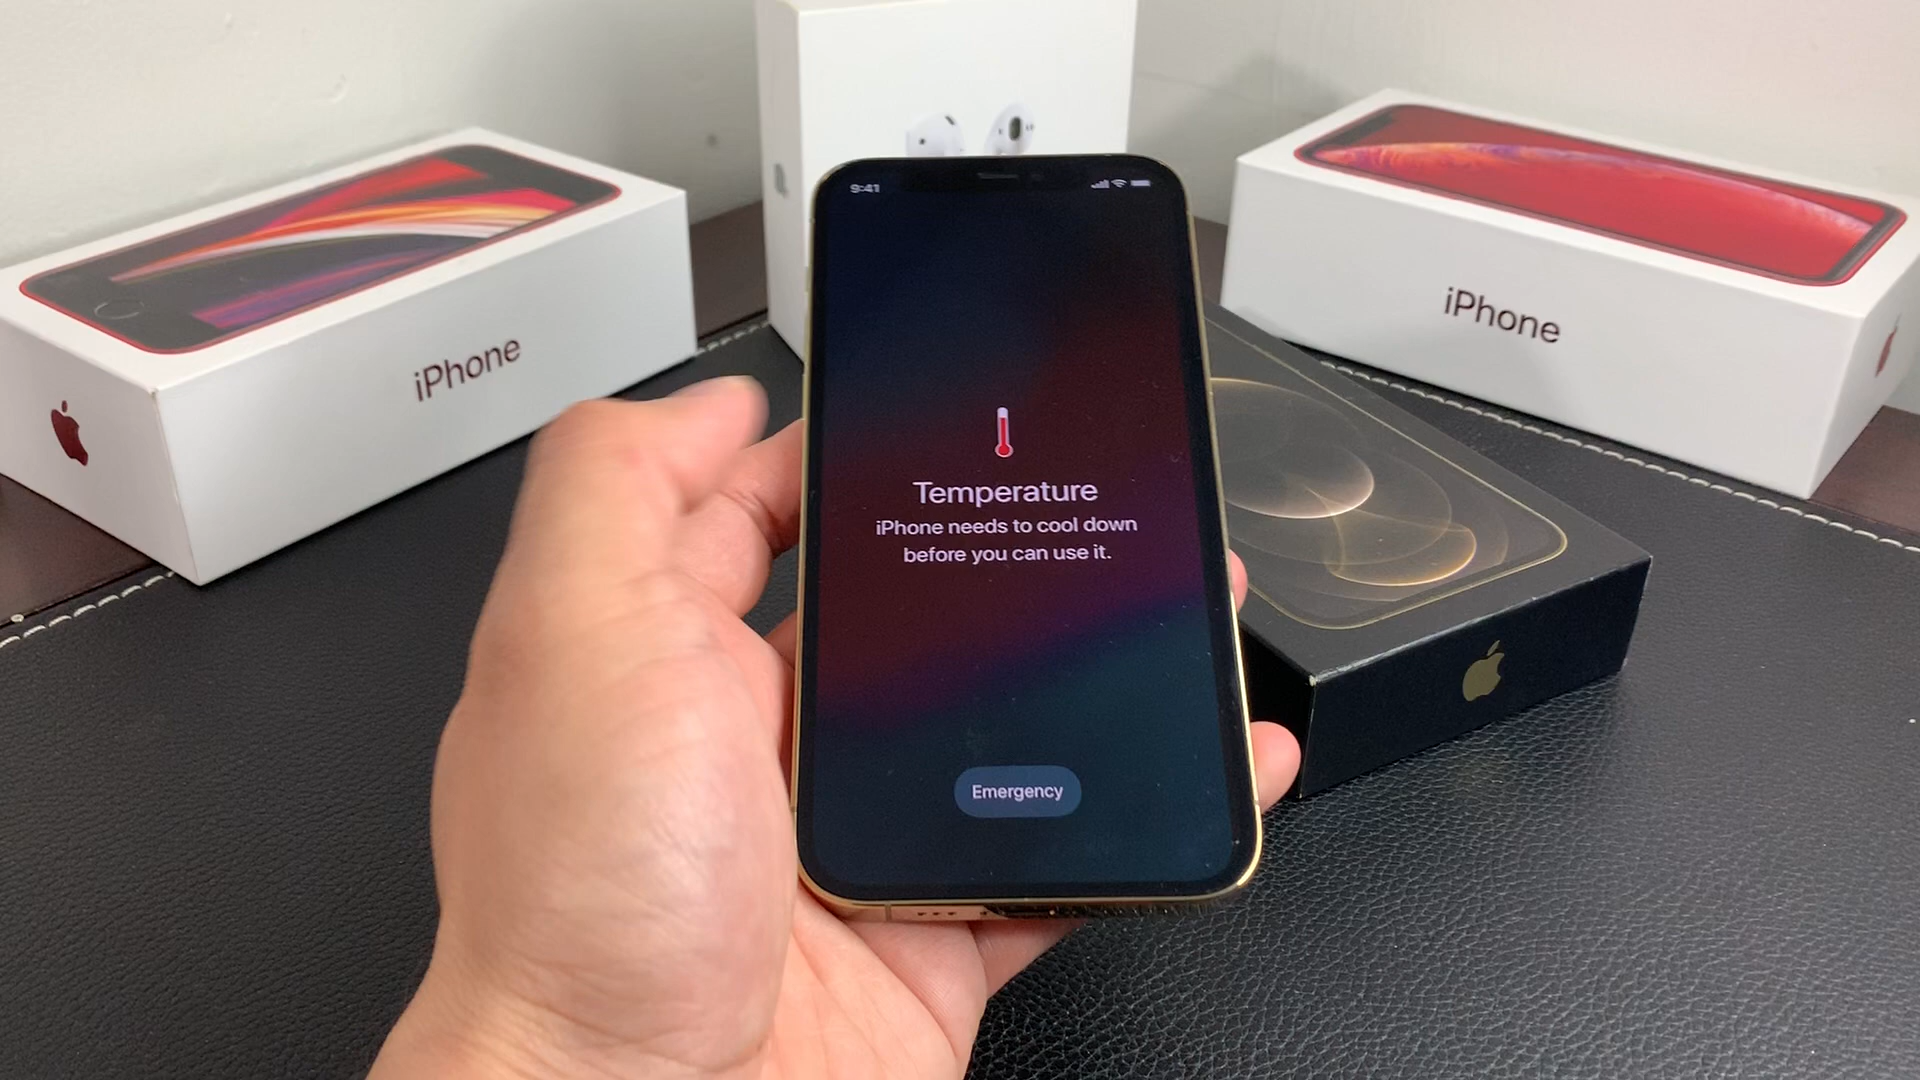 9:41
Temperature
iPhone needs to cool down
before you can use it.
Emergency
iPhone
iPhone